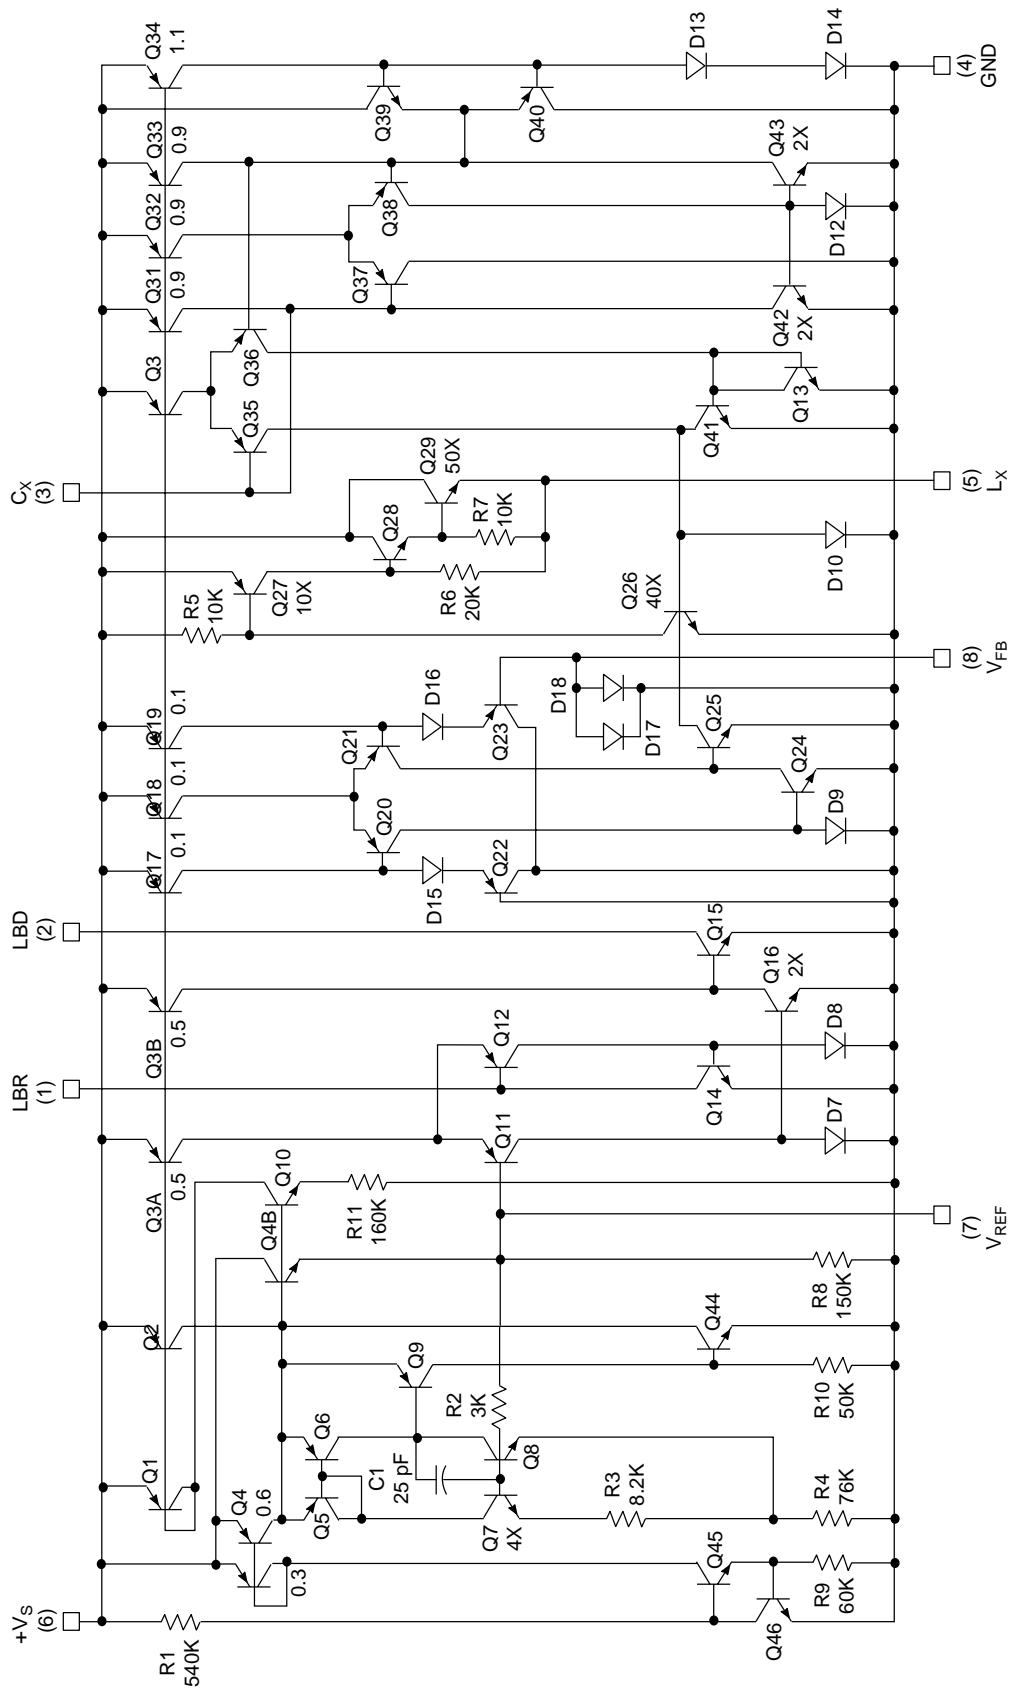 +VS
(6)
LBR
(1)
LBD
(2)
CX
(3)
R1
540K
Q1
Q2
Q3A
0.5
Q3B
0.5
Q17
0.1
Q18
0.1
Q19
0.1
Q3
Q31
0.9
Q32
0.9
Q33
0.9
Q34
1.1
0.3
Q4
0.6
Q4B
Q10
R5
10K
Q27
10X
Q35
Q36
Q5
Q6
R11
160K
Q20
Q21
Q28
Q29
50X
Q37
Q38
Q39
C1
25 pF
Q9
R2
3K
D15
D16
R6
20K
R7
10K
Q7
4X
Q8
Q11
Q12
Q22
Q23
D18
D17
Q26
40X
Q40
R3
8.2K
Q45
Q44
Q14
Q15
Q25
Q41
D13
Q46
Q16
2X
Q24
Q13
Q42
2X
Q43
2X
R9
60K
R4
76K
R10
50K
R8
150K
D7
D8
D9
D10
D12
D14
(7)
VREF
(8)
VFB
(5)
LX
(4)
GND